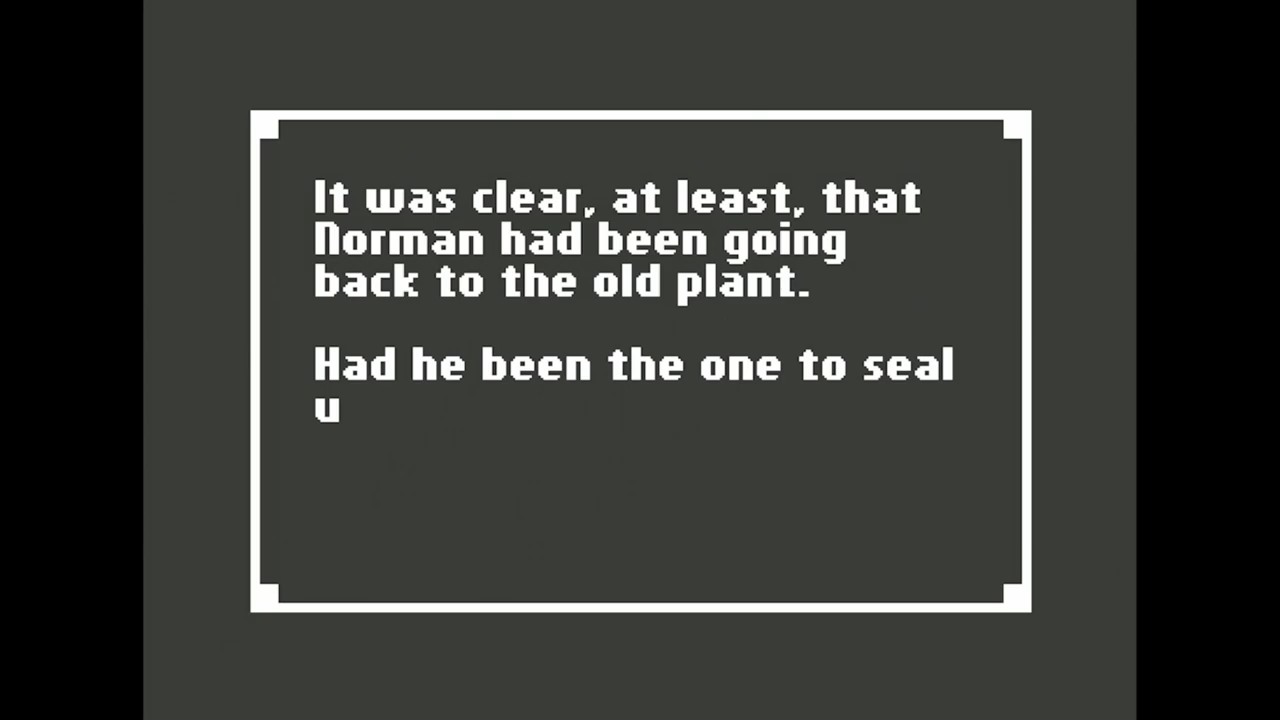 It was clear, at least, that
Norman had been going
back to the old plant.
Had he been the one to seal
u